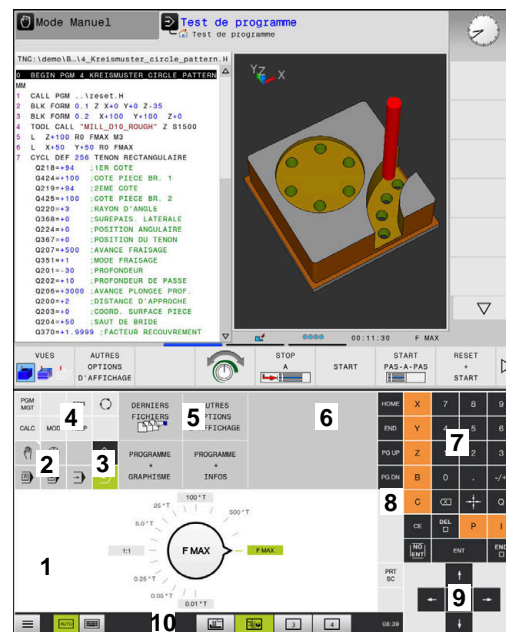 Mode Manuel
Test de programme
Test de programme
TNC:\demo\B…\4_Kreismuster_circle_pattern.H
0 BEGIN PGM 4_KREISMUSTER_CIRCLE_PATTERN
MM
1 CALL PGM ..\reset.H
2 BLK FORM 0.1 Z X+0 Y+0 Z-35
3 BLK FORM 0.2 X+100 Y+100 Z+0
4 TOOL CALL "MILL_D10_ROUGH" Z S1500
5 L Z+100 R0 FMAX M3
6 L X+50 Y+50 R0 FMAX
7 CYCL DEF 256 TENON RECTANGULAIRE
Q218=+94 ;1ER COTE
Q424=+100 ;COTE PIECE BR. 1
Q219=+94 ;2EME COTE
Q425=+100 ;COTE PIECE BR. 2
Q220=+3 ;RAYON D'ANGLE
Q368=+0 ;SUREPAIS. LATERALE
Q224=+0 ;POSITION ANGULAIRE
Q367=+0 ;POSITION DU TENON
Q207=+500 ;AVANCE FRAISAGE
Q351=+1 ;MODE FRAISAGE
Q201=-30 ;PROFONDEUR
Q202=+10 ;PROFONDEUR DE PASSE
Q206=+3000 ;AVANCE PLONGEE PROF.
Q200=+2 ;DISTANCE D'APPROCHE
Q203=+0 ;COORD. SURFACE PIECE
Q204=+50 ;SAUT DE BRIDE
Q370=+1.9999 ;FACTEUR RECOUVREMENT
Y Z X
00:11:30 F MAX
VUES
AUTRES
OPTIONS
D'AFFICHAGE
STOP
A
START
START
PAS-A-PAS
RESET
+
START
PGM
MGT
CALC
MOD
4
2
3
DERNIERS
FICHIERS
5
AUTRES
OPTIONS
D'AFFICHAGE
PROGRAMME
+
GRAPHISME
PROGRAMME
+
INFOS
6
HOME X 7 8 9
END Y 4 5 6
PG UP Z 1 2 3
7
PG DN B 0 . -/+
8
C Q
CE DEL P I
NO
ENT
ENT
END
PRT
SC
9
1
100°T
25°T
500°T
5.0°T
1:1
F MAX
F MAX
0.25°T
0.05°T
0.01°T
AUTO
10
3
4
08:39